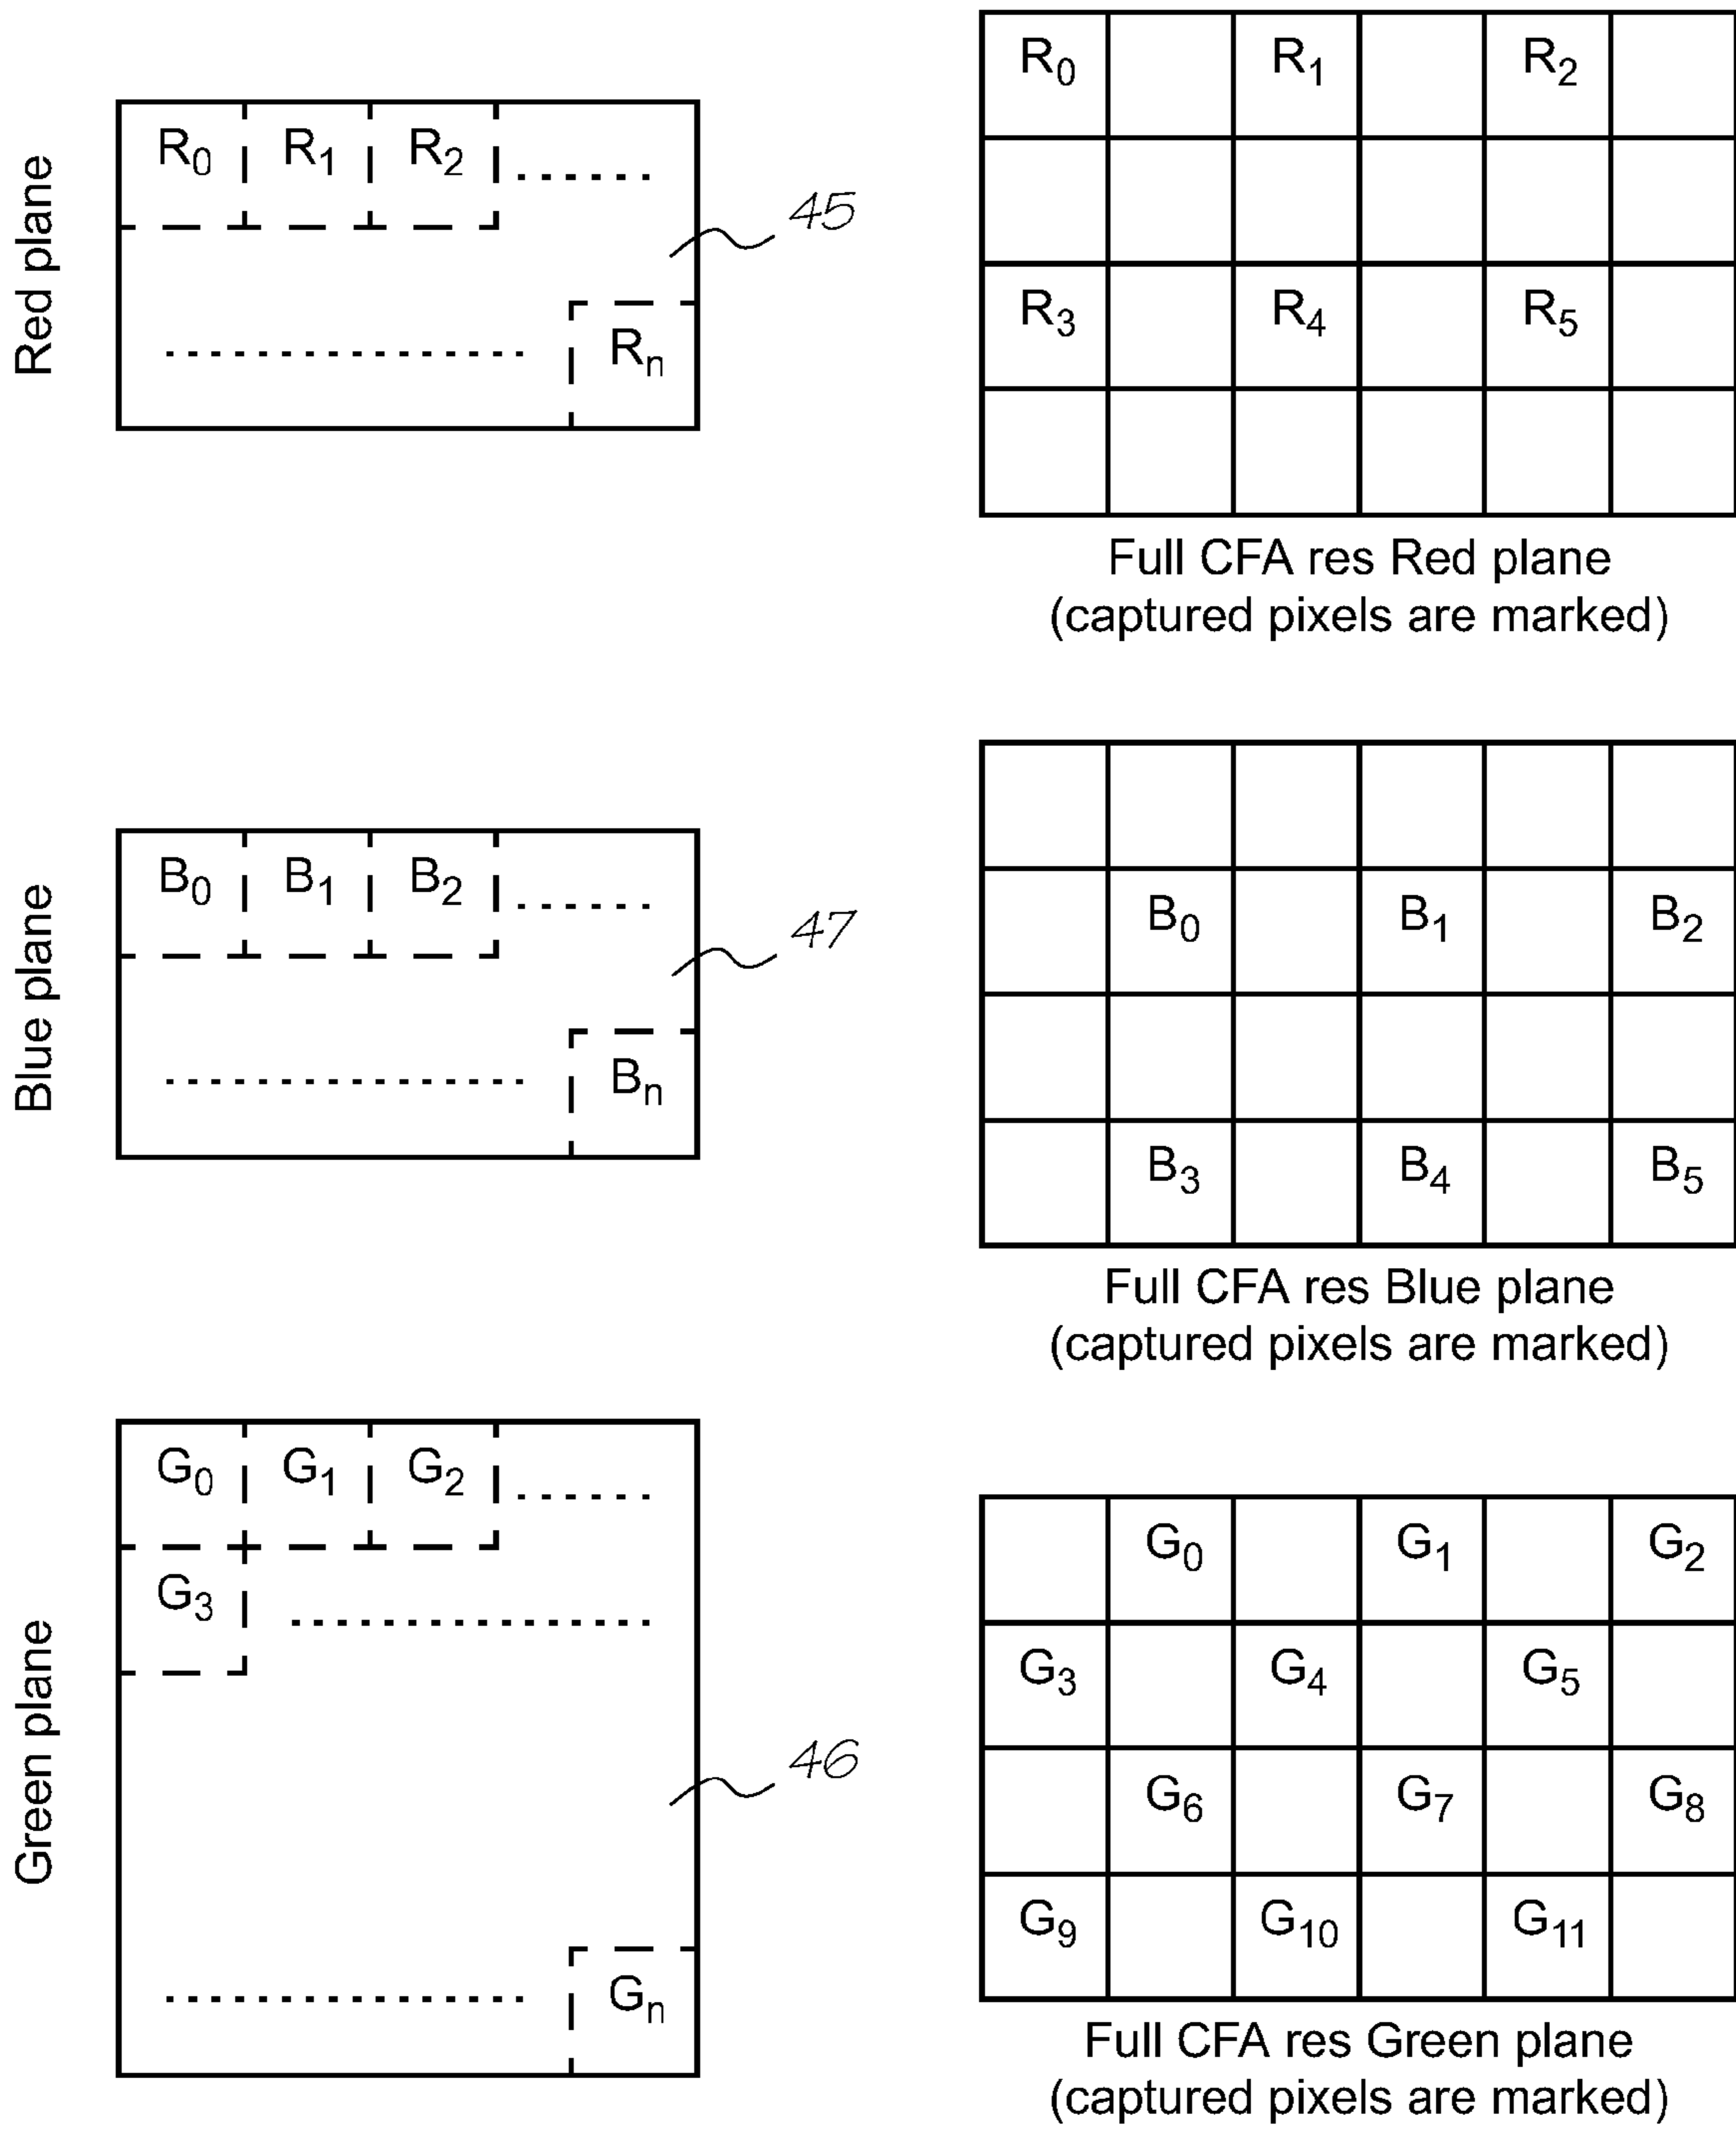 Red plane
R0 R1 R2 ......
45
Rn
R0 R1 R2
R3 R4 R5
Full CFA res Red plane
(captured pixels are marked)
Blue plane
B0 B1 B2 ......
47
Bn
B0 B1 B2
B3 B4 B5
Full CFA res Blue plane
(captured pixels are marked)
Green plane
G0 G1 G2 ......
G3
46
Gn
G0 G1 G2
G3 G4 G5
G6 G7 G8
G9 G10 G11
Full CFA res Green plane
(captured pixels are marked)